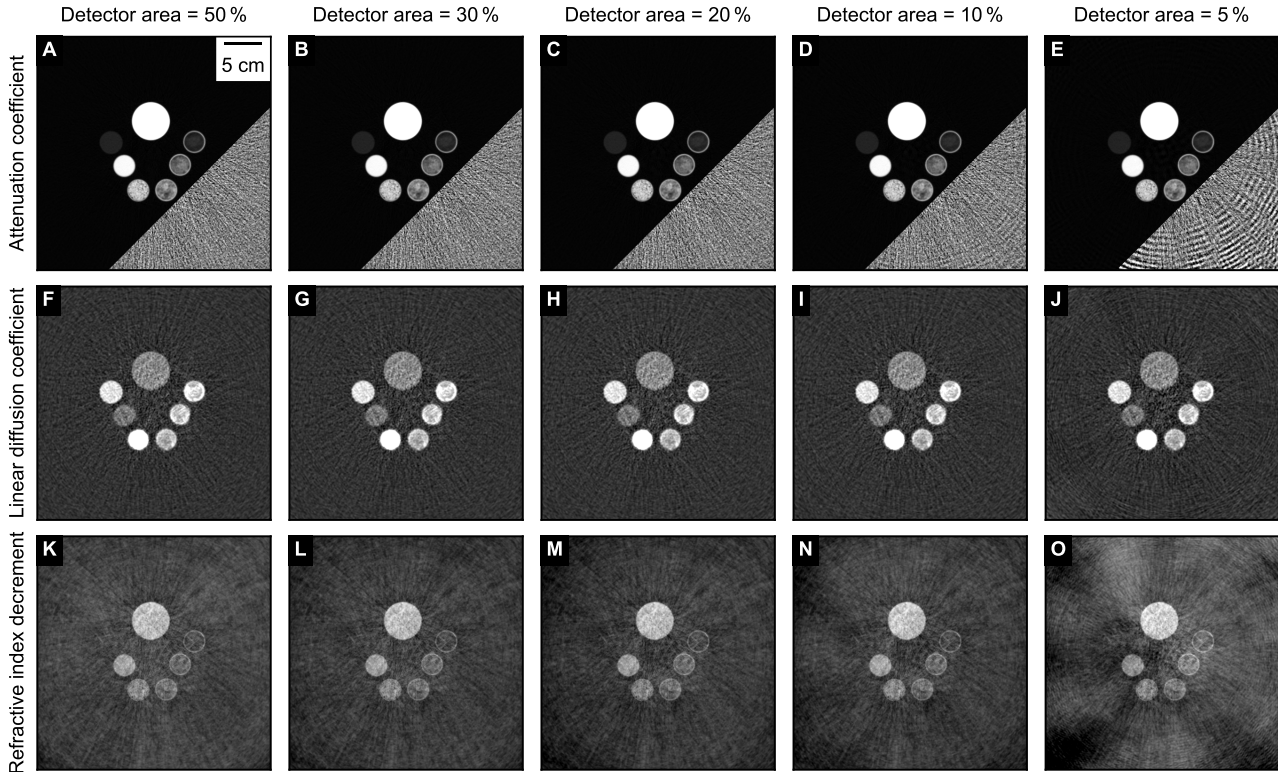 Detector area = 50 %
Detector area = 30 %
Detector area = 20 %
Detector area = 10 %
Detector area = 5 %
Attenuation coefficient
A
5 cm
B
C
D
E
Linear diffusion coefficient
F
G
H
I
J
Refractive index decrement
K
L
M
N
O